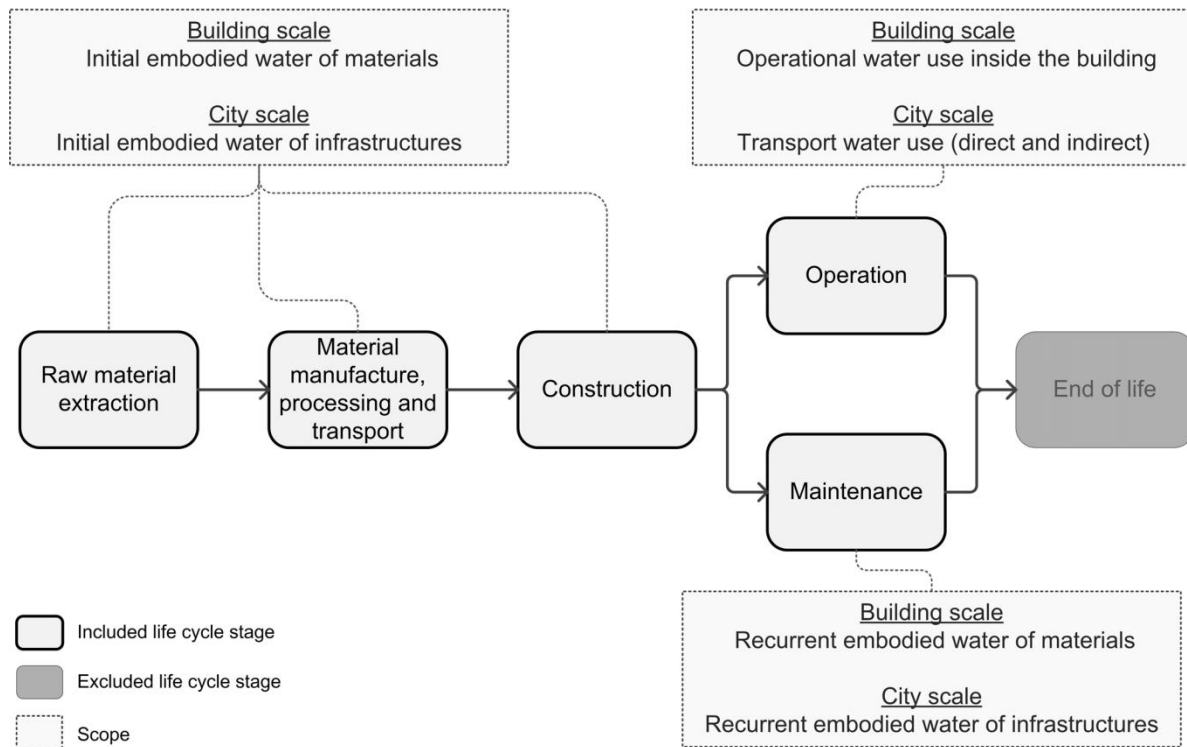 Building scale
Initial embodied water of materials
City scale
Initial embodied water of infrastructures
Building scale
Operational water use inside the building
City scale
Transport water use (direct and indirect)
Raw material
extraction
Material
manufacture,
processing and
transport
Construction
Operation
Maintenance
End of life
Building scale
Recurrent embodied water of materials
City scale
Recurrent embodied water of infrastructures
Included life cycle stage
Excluded life cycle stage
Scope